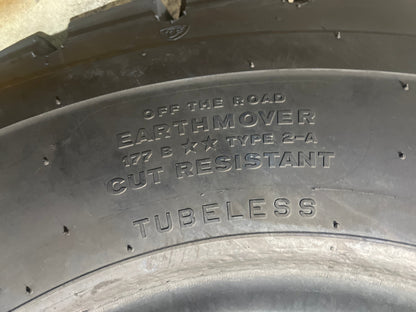 OFF THE ROAD
EARTHMOVER
177 B ★★ TYPE 2-A
CUT RESISTANT
TUBELESS